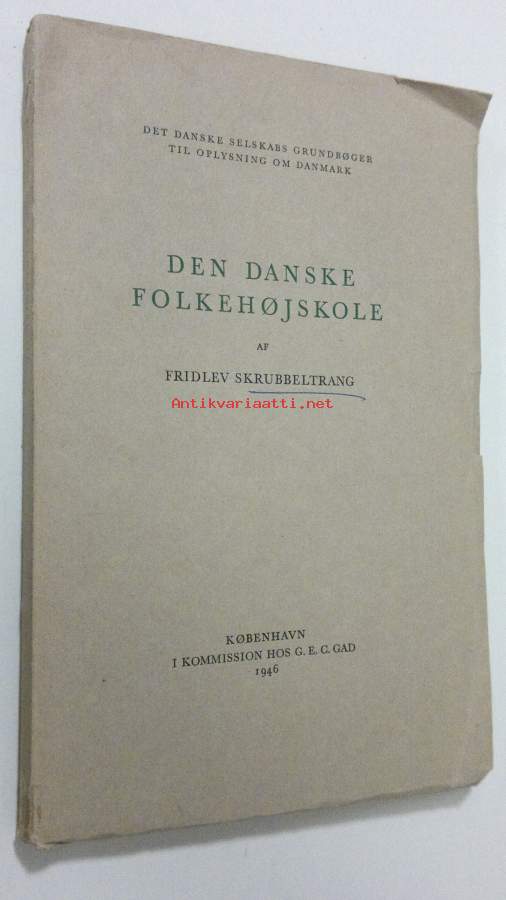 DET DANSKE SELSKABS GRUNDBØGER
TIL OPLYSNING OM DANMARK
DEN DANSKE
FOLKEHØJSKOLE
AF
FRIDLEV SKRUBBELTRANG
Antikvariaatti.net
KØBENHAVN
I KOMMISSION HOS G. E. C. GAD
1946